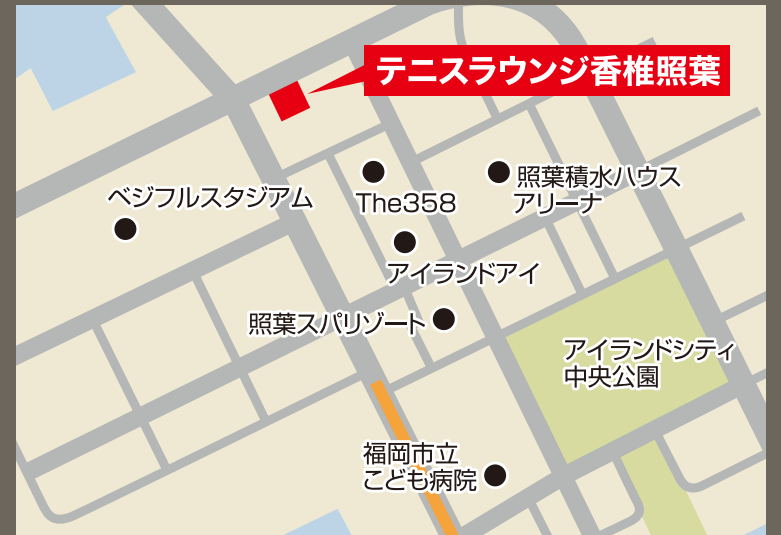 テニスラウンジ香椎照葉
ベジフルスタジアム
The358
照葉積水ハウス
アリーナ
アイランドアイ
照葉スパリゾート
アイランドシティ
中央公園
福岡市立
こども病院